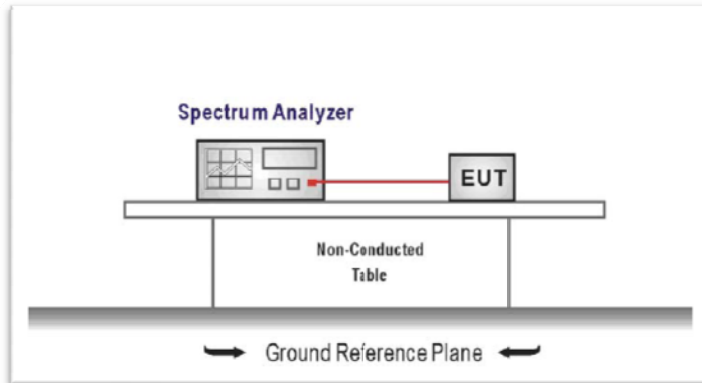 Spectrum Analyzer
EUT
Non-Conducted
Table
Ground Reference Plane